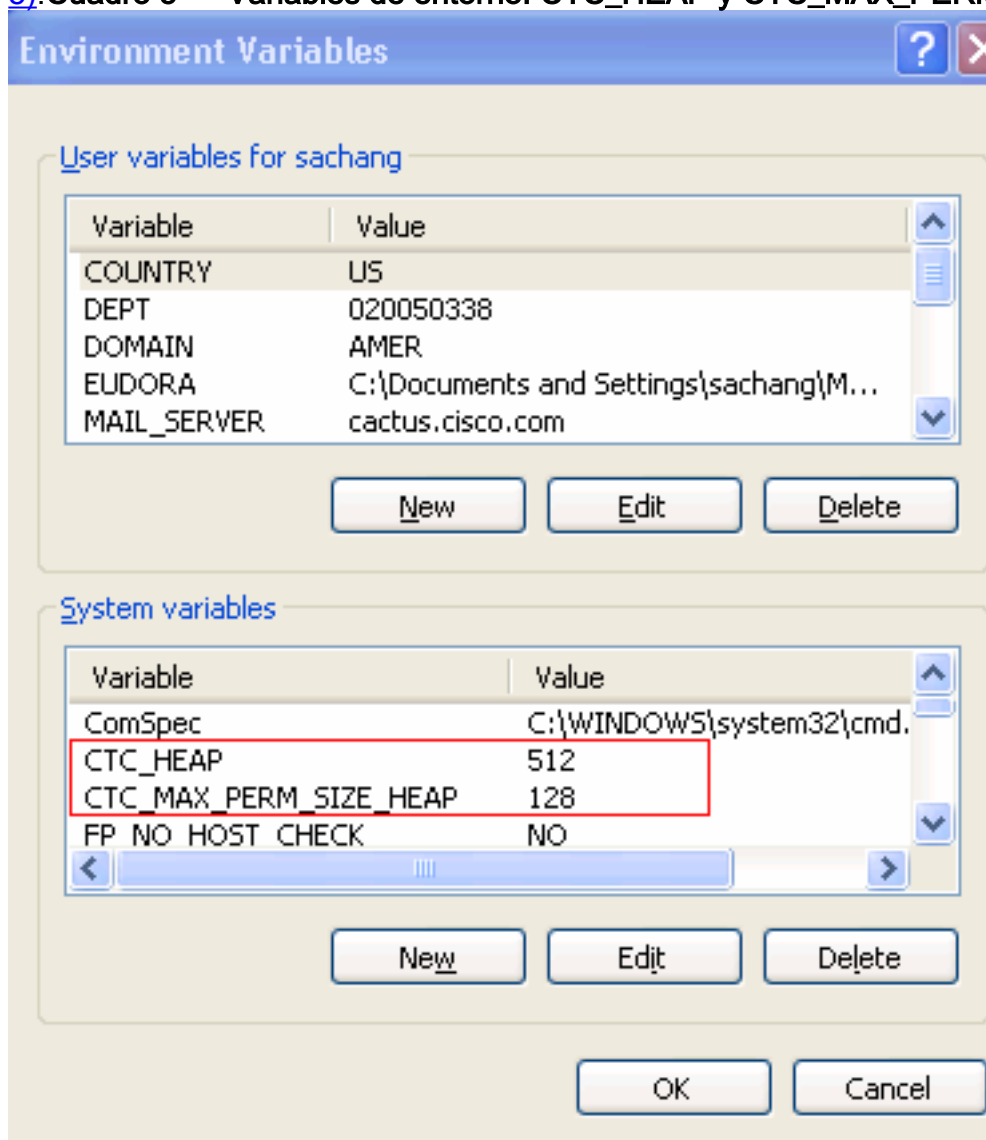 Environment Variables
User variables for sachang
Variable Value
COUNTRY US
DEPT 020050338
DOMAIN AMER
EUDORA C:\Documents and Settings\sachang\M...
MAIL_SERVER cactus.cisco.com
New Edit Delete
System variables
Variable Value
ComSpec C:\WINDOWS\system32\cmd.
CTC_HEAP 512
CTC_MAX_PERM_SIZE_HEAP 128
FP_NO_HOST_CHECK NO
New Edit Delete
OK Cancel